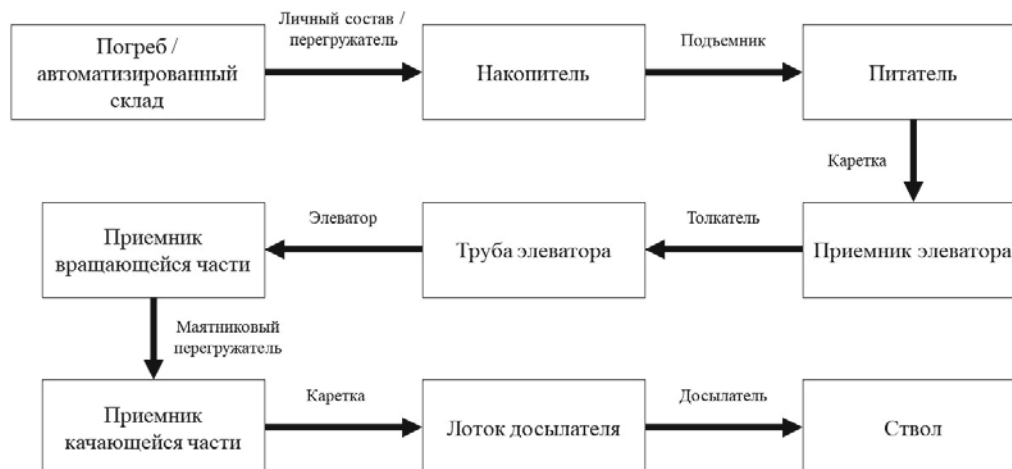 Личный состав /
перегружатель
Погреб /
автоматизированный
склад
Накопитель
Подъемник
Питатель
Каретка
Приемник
вращающейся части
Элеватор
Труба элеватора
Толкатель
Приемник элеватора
Маятниковый
перегружатель
Приемник
качающейся части
Каретка
Лоток досылателя
Досылатель
Ствол